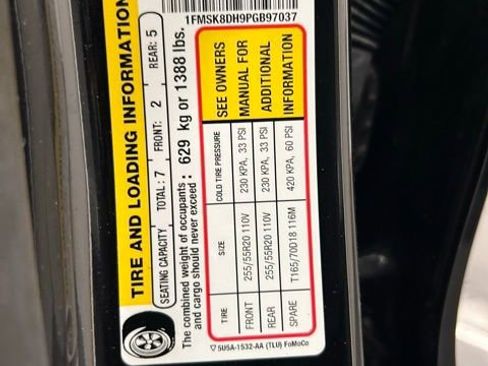 TIRE AND LOADING INFORMATION
1FMSK8DH9PGB97037
SEATING CAPACITY TOTAL: 7 FRONT: 2 REAR: 5
The combined weight of occupants
and cargo should never exceed : 629 kg or 1388 lbs.
TIRE SIZE COLD TIRE PRESSURE
FRONT 255/55R20 110V 230 KPA, 33 PSI
REAR 255/55R20 110V 230 KPA, 33 PSI
SPARE T165/70D18 116M 420 KPA, 60 PSI
SEE OWNERS
MANUAL FOR
ADDITIONAL
INFORMATION
5U5A-1532-AA (TLU) FoMoCo